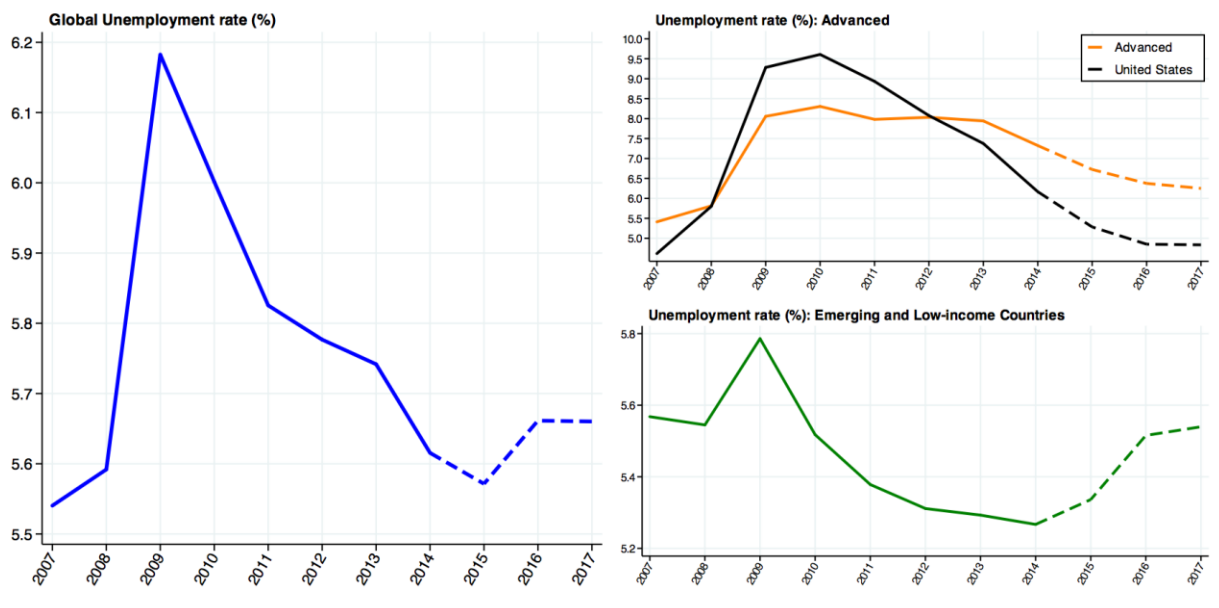 Global Unemployment rate (%)
6.2
6.1
6.0
5.9
5.8
5.7
5.6
5.5
2007 2008 2009 2010 2011 2012 2013 2014 2015 2016 2017
Unemployment rate (%): Advanced
10.0
9.5
9.0
8.5
8.0
7.5
7.0
6.5
6.0
5.5
5.0
Advanced
United States
2007 2008 2009 2010 2011 2012 2013 2014 2015 2016 2017
Unemployment rate (%): Emerging and Low-income Countries
5.8
5.6
5.4
5.2
2007 2008 2009 2010 2011 2012 2013 2014 2015 2016 2017